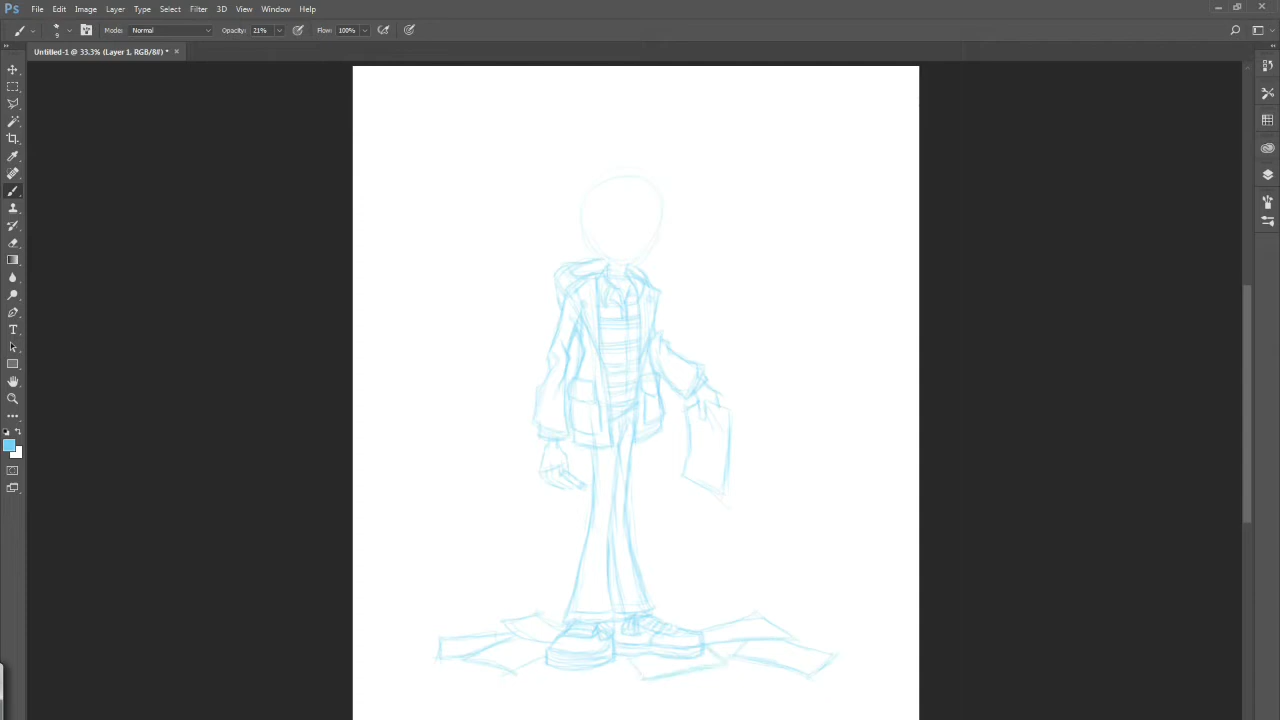 Ps File Edit Image Layer Type Select Filter 3D View Window Help
9 Mode: Normal Opacity: 21% Flow: 100%
Untitled-1 @ 33.3% (Layer 1, RGB/8#) * ×
T